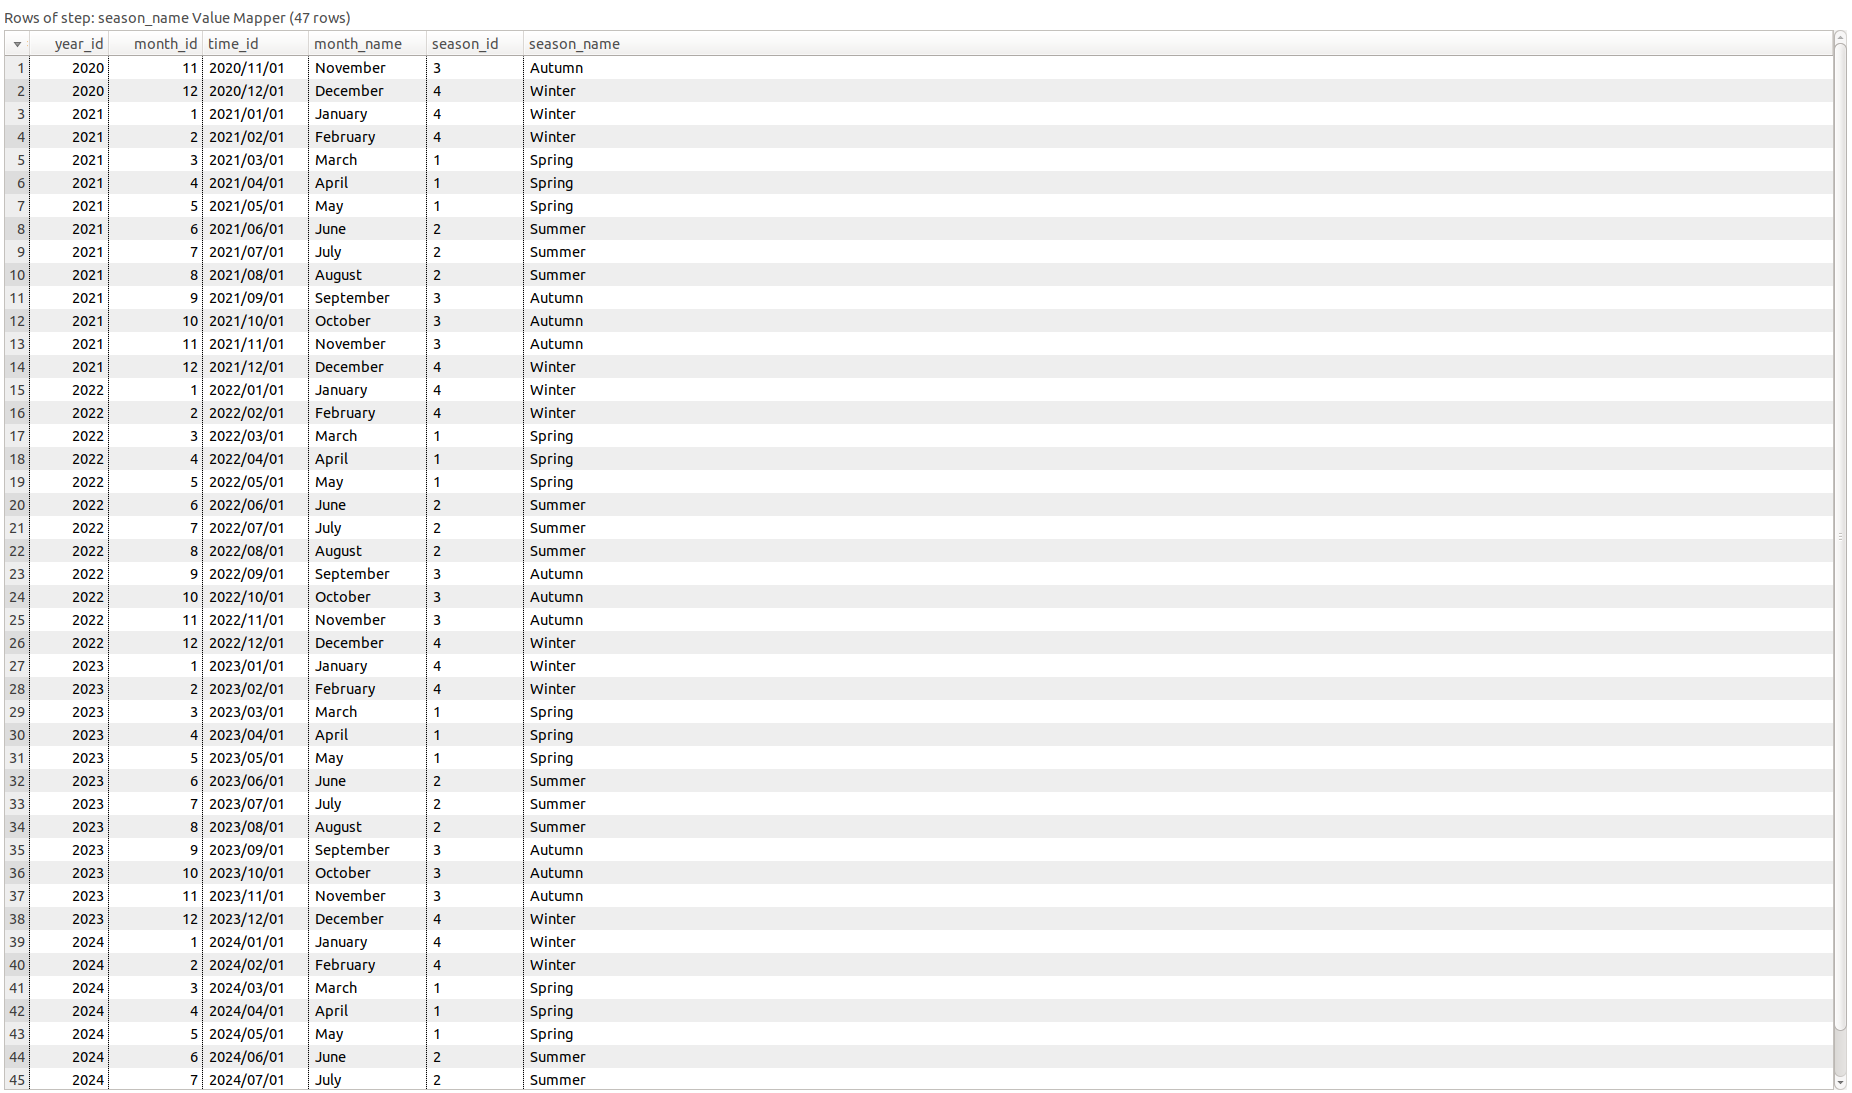 Rows of step: season_name Value Mapper (47 rows)
year_id month_id time_id month_name season_id season_name
1 2020 11 2020/11/01 November 3 Autumn
2 2020 12 2020/12/01 December 4 Winter
3 2021 1 2021/01/01 January 4 Winter
4 2021 2 2021/02/01 February 4 Winter
5 2021 3 2021/03/01 March 1 Spring
6 2021 4 2021/04/01 April 1 Spring
7 2021 5 2021/05/01 May 1 Spring
8 2021 6 2021/06/01 June 2 Summer
9 2021 7 2021/07/01 July 2 Summer
10 2021 8 2021/08/01 August 2 Summer
11 2021 9 2021/09/01 September 3 Autumn
12 2021 10 2021/10/01 October 3 Autumn
13 2021 11 2021/11/01 November 3 Autumn
14 2021 12 2021/12/01 December 4 Winter
15 2022 1 2022/01/01 January 4 Winter
16 2022 2 2022/02/01 February 4 Winter
17 2022 3 2022/03/01 March 1 Spring
18 2022 4 2022/04/01 April 1 Spring
19 2022 5 2022/05/01 May 1 Spring
20 2022 6 2022/06/01 June 2 Summer
21 2022 7 2022/07/01 July 2 Summer
22 2022 8 2022/08/01 August 2 Summer
23 2022 9 2022/09/01 September 3 Autumn
24 2022 10 2022/10/01 October 3 Autumn
25 2022 11 2022/11/01 November 3 Autumn
26 2022 12 2022/12/01 December 4 Winter
27 2023 1 2023/01/01 January 4 Winter
28 2023 2 2023/02/01 February 4 Winter
29 2023 3 2023/03/01 March 1 Spring
30 2023 4 2023/04/01 April 1 Spring
31 2023 5 2023/05/01 May 1 Spring
32 2023 6 2023/06/01 June 2 Summer
33 2023 7 2023/07/01 July 2 Summer
34 2023 8 2023/08/01 August 2 Summer
35 2023 9 2023/09/01 September 3 Autumn
36 2023 10 2023/10/01 October 3 Autumn
37 2023 11 2023/11/01 November 3 Autumn
38 2023 12 2023/12/01 December 4 Winter
39 2024 1 2024/01/01 January 4 Winter
40 2024 2 2024/02/01 February 4 Winter
41 2024 3 2024/03/01 March 1 Spring
42 2024 4 2024/04/01 April 1 Spring
43 2024 5 2024/05/01 May 1 Spring
44 2024 6 2024/06/01 June 2 Summer
45 2024 7 2024/07/01 July 2 Summer